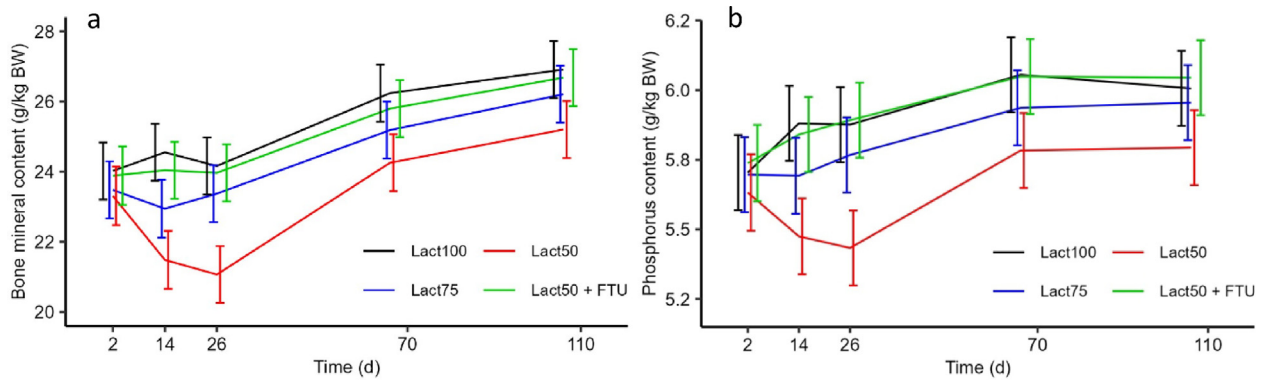 a
Bone mineral content (g/kg BW)
28
26
24
22
20
Lact100
Lact50
Lact75
Lact50 + FTU
2
14
26
70
110
Time (d)
b
Phosphorus content (g/kg BW)
6.2
6.0
5.8
5.5
5.2
Lact100
Lact50
Lact75
Lact50 + FTU
2
14
26
70
110
Time (d)